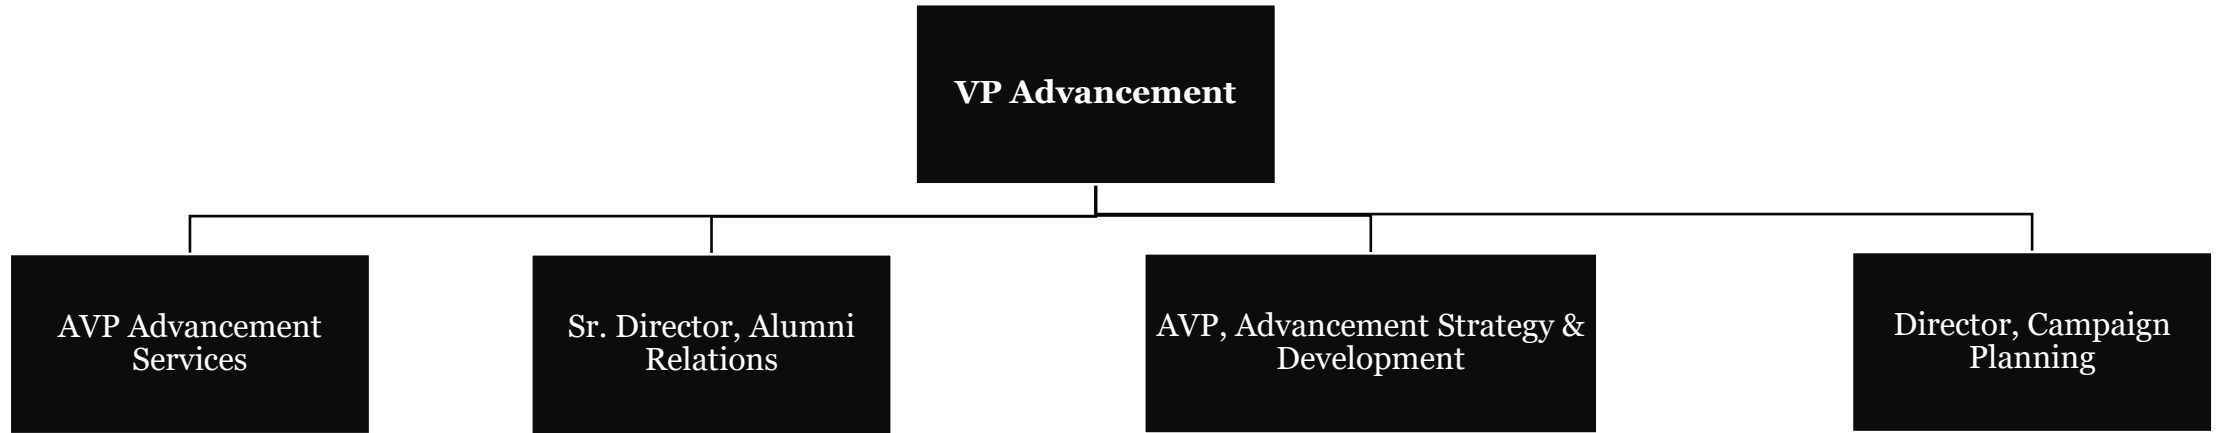 VP Advancement
AVP Advancement
Services
Sr. Director, Alumni
Relations
AVP, Advancement Strategy &
Development
Director, Campaign
Planning